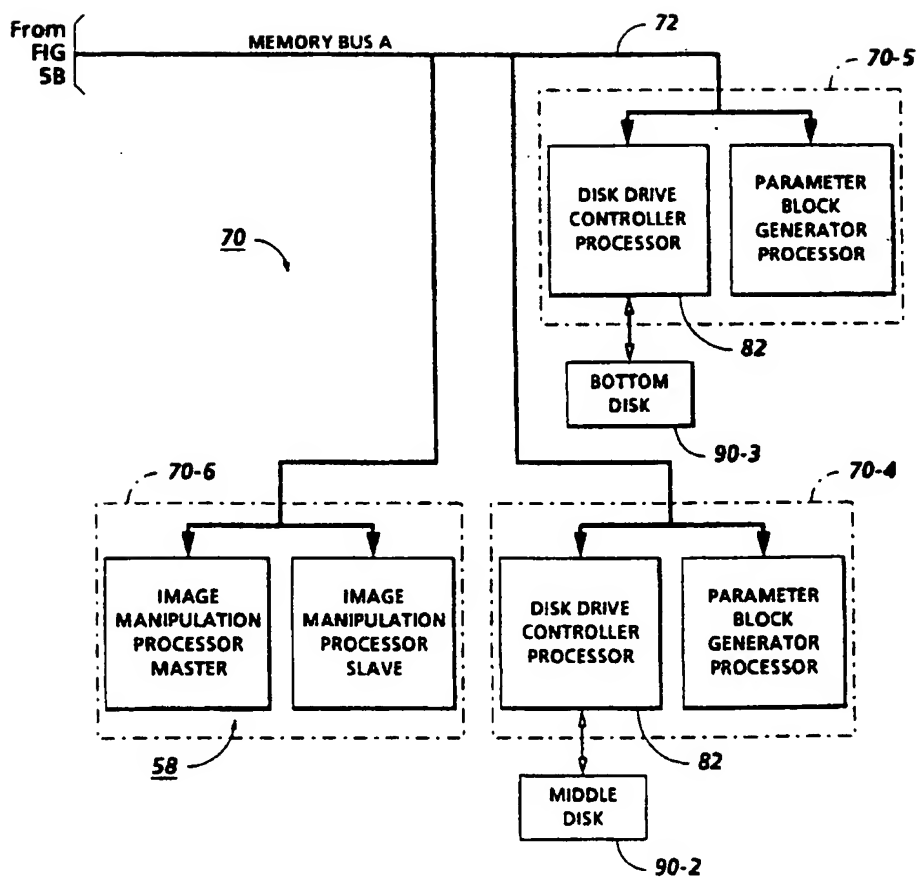 From
FIG
5B
MEMORY BUS A
72
70-5
DISK DRIVE
CONTROLLER
PROCESSOR
PARAMETER
BLOCK
GENERATOR
PROCESSOR
70
82
BOTTOM
DISK
90-3
70-6
70-4
IMAGE
MANIPULATION
PROCESSOR
MASTER
IMAGE
MANIPULATION
PROCESSOR
SLAVE
DISK DRIVE
CONTROLLER
PROCESSOR
PARAMETER
BLOCK
GENERATOR
PROCESSOR
58
82
MIDDLE
DISK
90-2